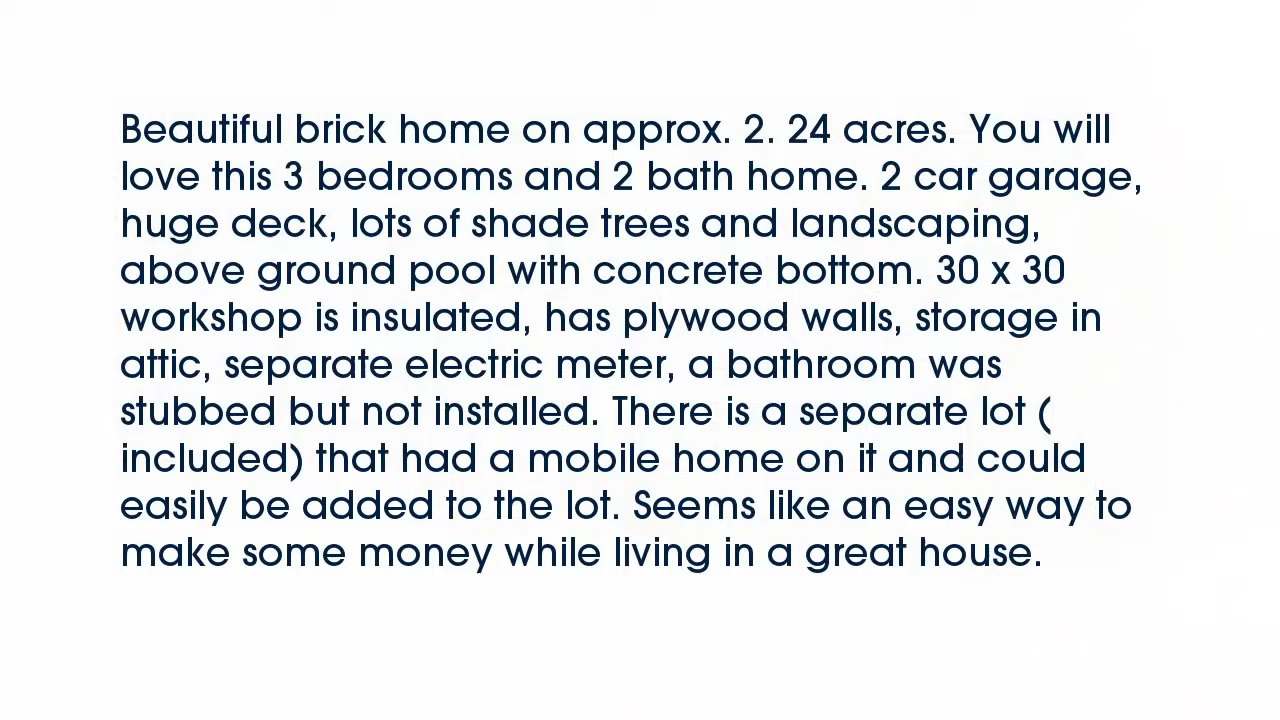 Beautiful brick home on approx. 2. 24 acres. You will
love this 3 bedrooms and 2 bath home. 2 car garage,
huge deck, lots of shade trees and landscaping,
above ground pool with concrete bottom. 30 x 30
workshop is insulated, has plywood walls, storage in
attic, separate electric meter, a bathroom was
stubbed but not installed. There is a separate lot (
included) that had a mobile home on it and could
easily be added to the lot. Seems like an easy way to
make some money while living in a great house.